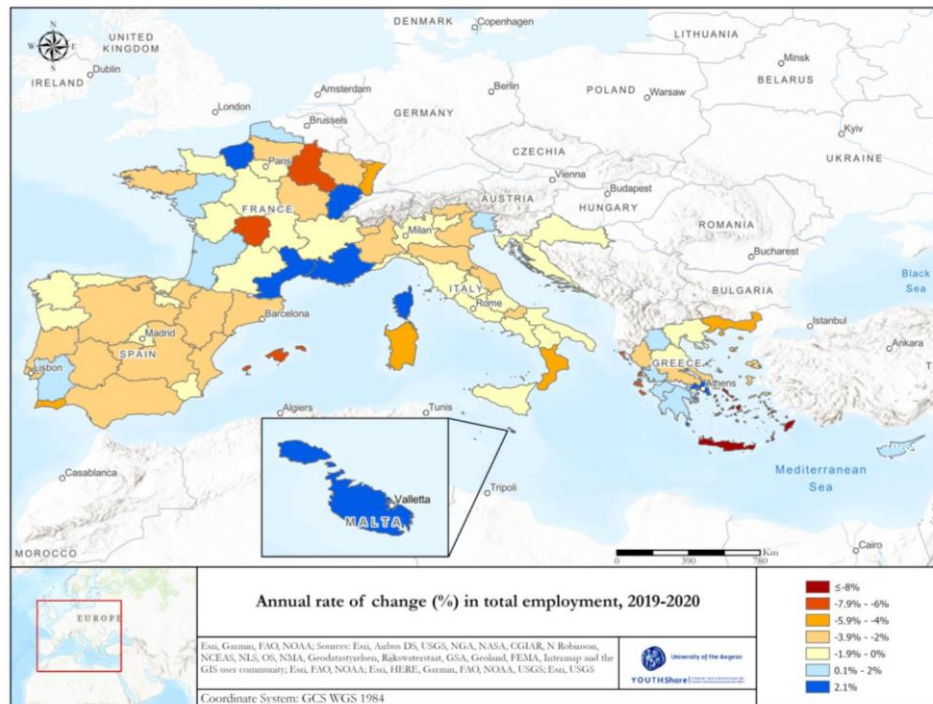 N
W
E
S
DENMARK
Copenhagen
UNITED
KINGDOM
LITHUANIA
Minsk
IRELAND
Dublin
BELARUS
Amsterdam
Berlin
POLAND
Warsaw
London
GERMANY
Brussels
Kyiv
CZECHIA
UKRAINE
Paris
Vienna
FRANCE
AUSTRIA
Budapest
HUNGARY
Milan
ROMANIA
Bucharest
Black
Sea
BULGARIA
ITALY
Rome
Istanbul
Barcelona
Madrid
Ankara
SPAIN
GREECE
Lisbon
Athens
Algiers
Tunis
Mediterranean
Sea
Casablanca
Valletta
MALTA
Tripoli
MOROCCO
Cairo
0
390
780
Km
EUROPE
Annual rate of change (%) in total employment, 2019-2020
Esri, Garmin, FAO, NOAA; Sources: Esri, Airbus DS, USGS, NGA, NASA, CGIAR, N Robinson,
NCEAS, NLS, OS, NMA, Geodatastyrelsen, Rijkswaterstaat, GSA, Geoland, FEMA, Intermap and the
GIS user community; Esri, FAO, NOAA; Esri, HERE, Garmin, FAO, NOAA, USGS; Esri, USGS
University of the Aegean
YOUTHShare
Coordinate System: GCS WGS 1984
≤-8%
-7.9% - -6%
-5.9% - -4%
-3.9% - -2%
-1.9% - 0%
0.1% - 2%
2.1%